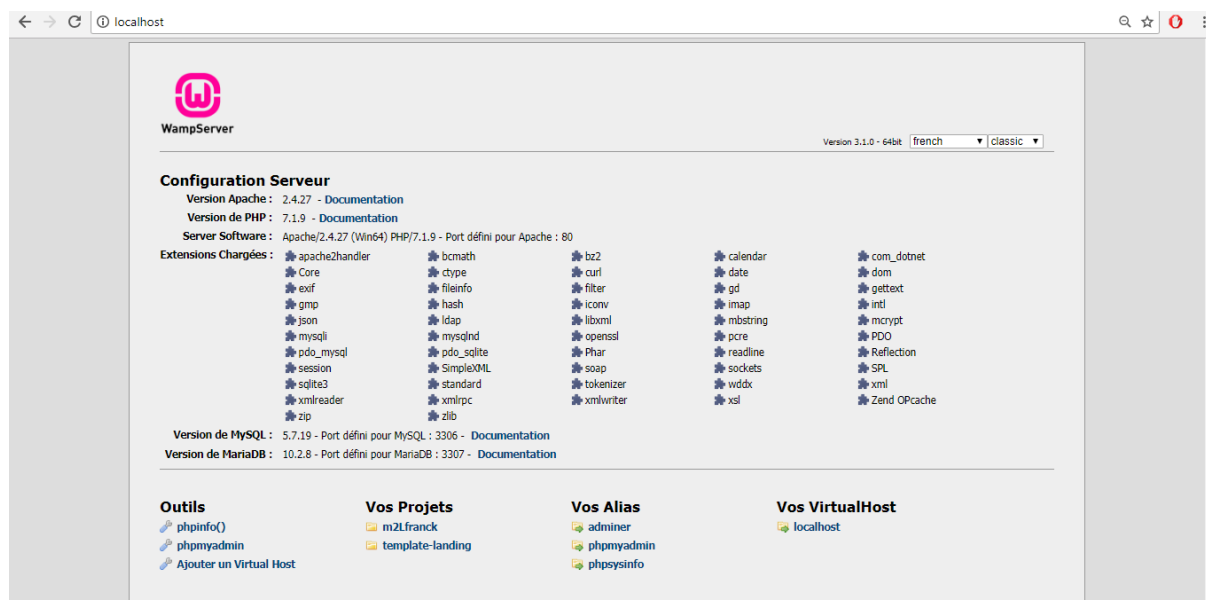 localhost
WampServer
Version 3.1.0 - 64bit french classic
Configuration Serveur
Version Apache : 2.4.27 - Documentation
Version de PHP : 7.1.9 - Documentation
Server Software : Apache/2.4.27 (Win64) PHP/7.1.9 - Port défini pour Apache : 80
Extensions Chargées : apache2handler bcmath bz2 calendar com_dotnet
Core ctype curl date dom
exif fileinfo filter gd gettext
gmp hash iconv imap intl
json ldap libxml mbstring mcrypt
mysqli mysqlnd openssl pcre PDO
pdo_mysql pdo_sqlite Phar readline Reflection
session SimpleXML soap sockets SPL
sqlite3 standard tokenizer wddx xml
xmlreader xmlrpc xmlwriter xsl Zend OPcache
zip zlib
Version de MySQL : 5.7.19 - Port défini pour MySQL : 3306 - Documentation
Version de MariaDB : 10.2.8 - Port défini pour MariaDB : 3307 - Documentation
Outils Vos Projets Vos Alias Vos VirtualHost
phpinfo() m2Lfranck adminer localhost
phpmyadmin template-landing phpmyadmin
Ajouter un Virtual Host phpsysinfo